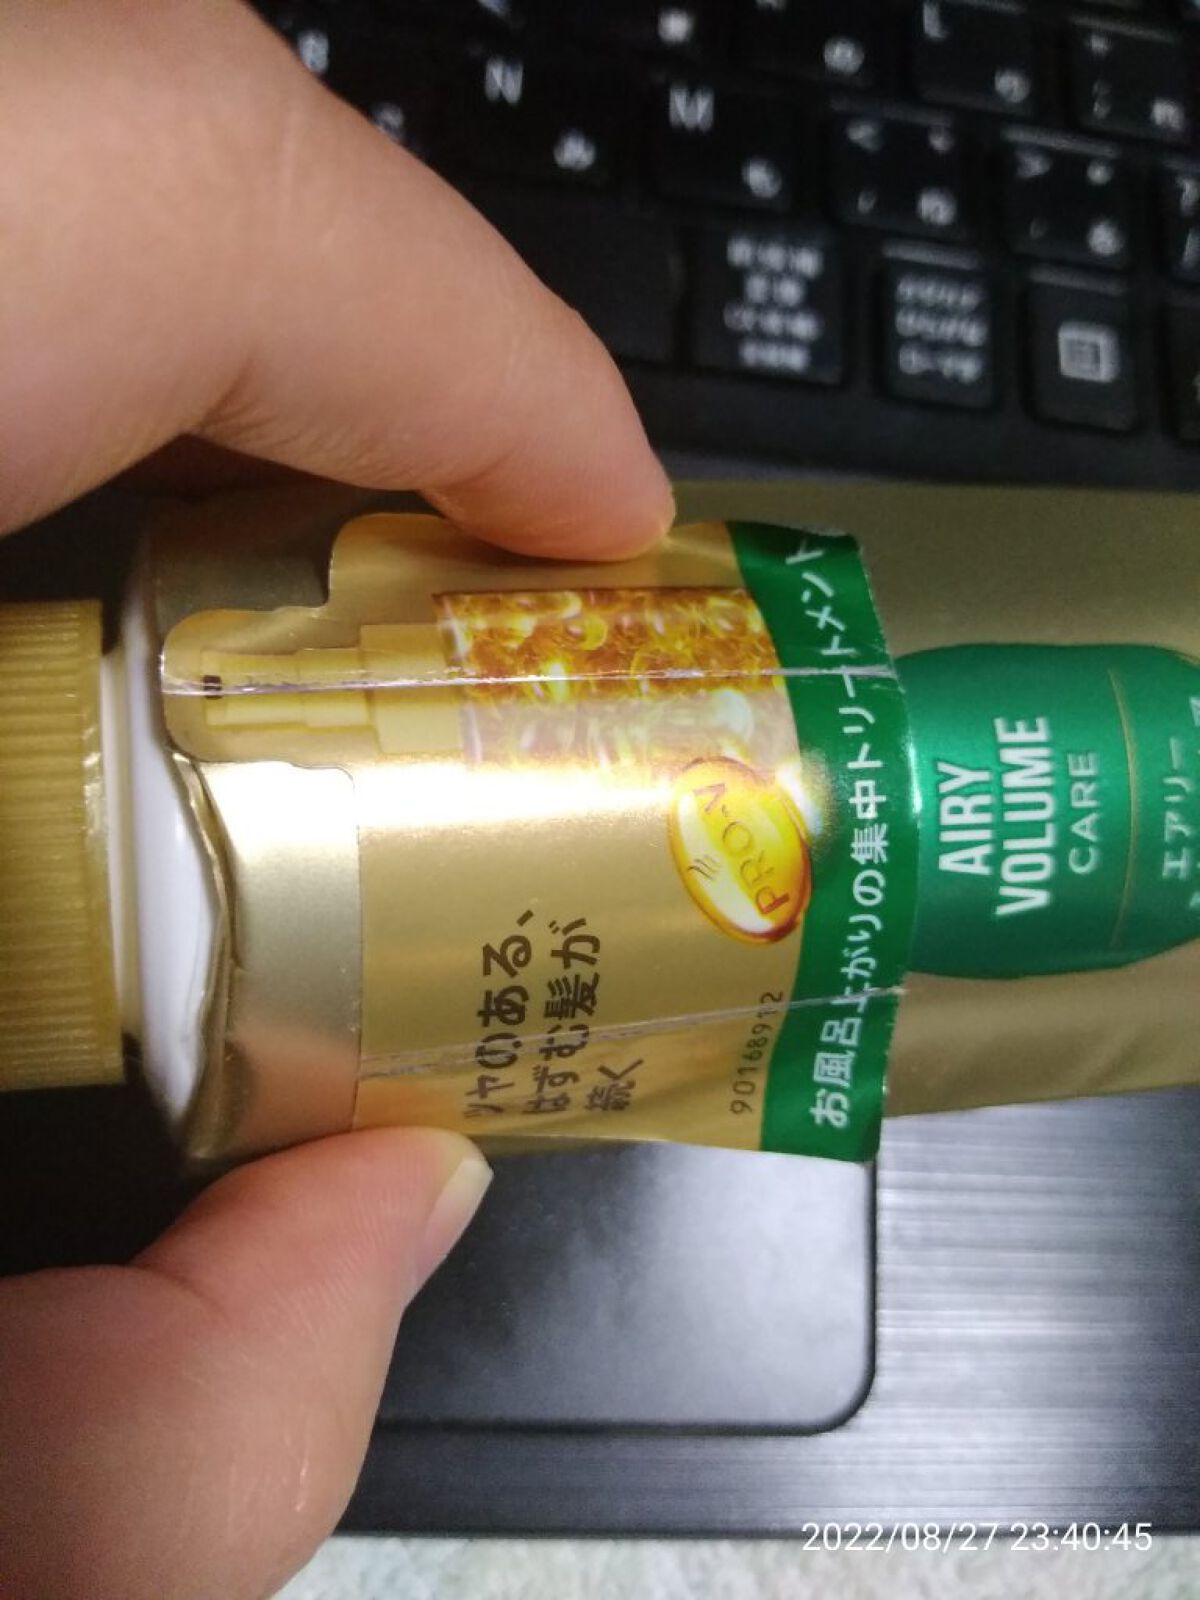 ツヤのある、
はずむ髪が
続く
PRO-V
90168912
お風呂上がりの集中トリートメント
AIRY
VOLUME
CARE
エアリー
N
M
L
2022/08/27 23:40:45